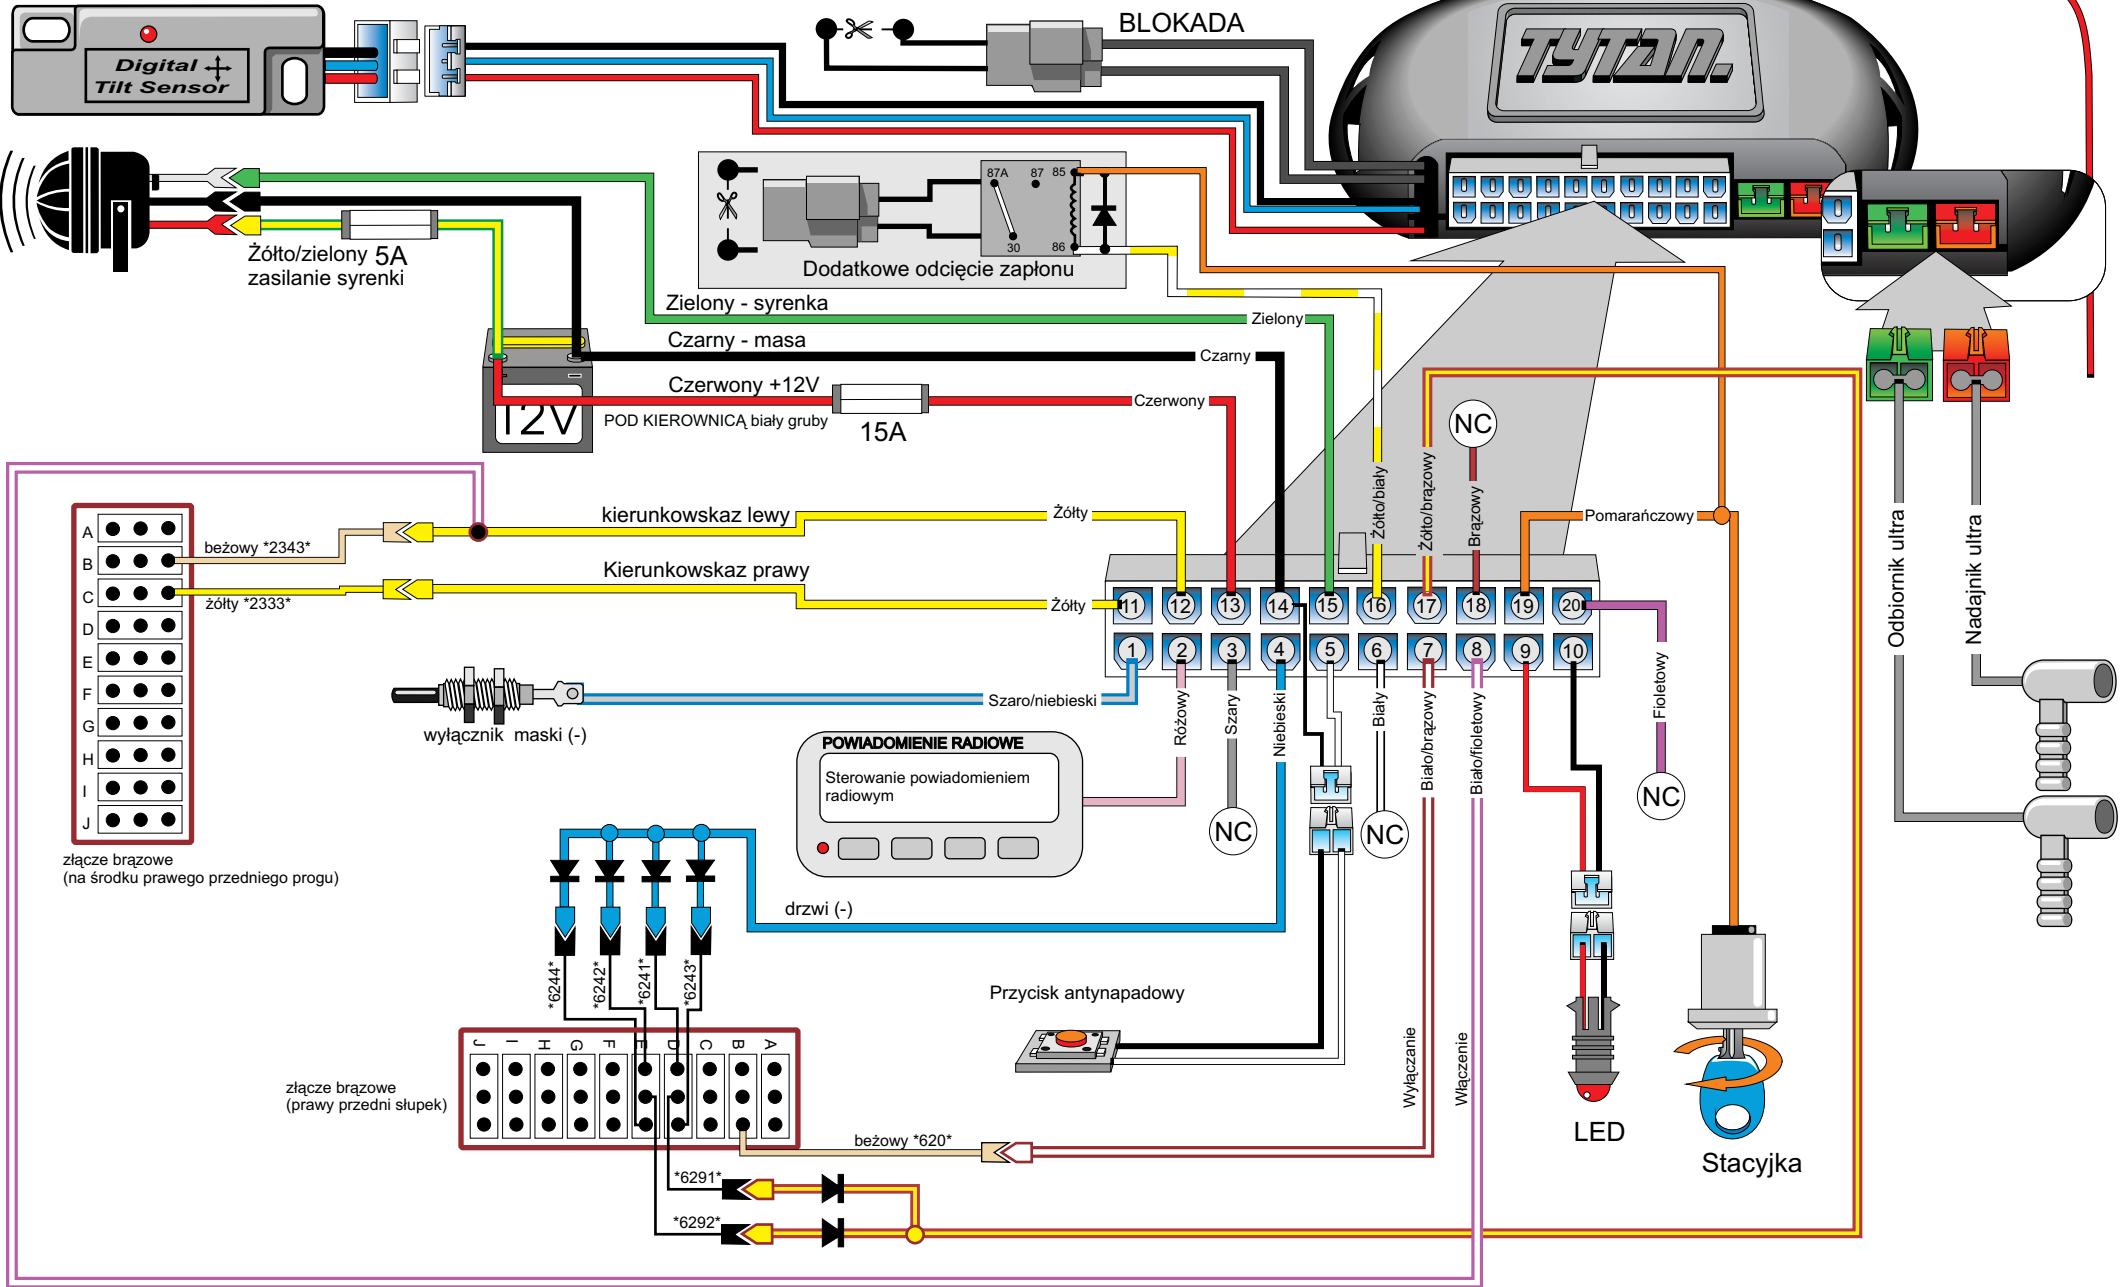 Digital
Tilt Sensor
BLOKADA
TYTAN.
87A 87 85
30 86
Dodatkowe odcięcie zapłonu
Żółto/zielony 5A
zasilanie syrenki
Zielony - syrenka
Zielony
Czarny - masa
Czarny
Czerwony +12V
Czerwony
POD KIEROWNICĄ biały gruby
15A
12V
NC
Żółto/biały
Żółto/brązowy
Brązowy
Pomarańczowy
Odbiornik ultra
Nadajnik ultra
kierunkowskaz lewy
Żółty
beżowy *2343*
Kierunkowskaz prawy
Żółty
żółty *2333*
A
B
C
D
E
F
G
H
I
J
złącze brązowe
(na środku prawego przedniego progu)
11 12 13 14 15 16 17 18 19 20
1 2 3 4 5 6 7 8 9 10
wyłącznik maski (-)
Szaro/niebieski
Różowy
Szary
Niebieski
Biały
Biało/brązowy
Biało/fioletowy
Fioletowy
NC
NC
NC
POWIADOMIENIE RADIOWE
Sterowanie powiadomieniem
radiowym
drzwi (-)
*6244*
*6242*
*6241*
*6243*
Przycisk antynapadowy
J I H G F E D C B A
złącze brązowe
(prawy przedni słupek)
Wyłączanie
Włączenie
beżowy *620*
*6291*
*6292*
LED
Stacyjka